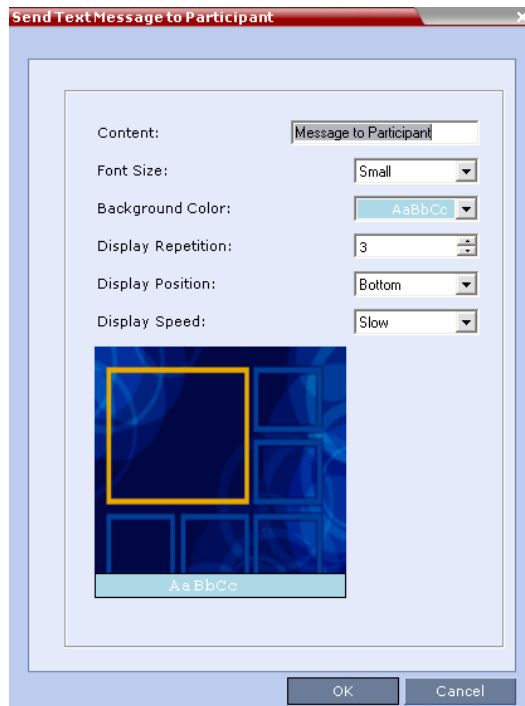 Send Text Message to Participant
Content: Message to Participant
Font Size: Small
Background Color: AaBbCc
Display Repetition: 3
Display Position: Bottom
Display Speed: Slow
AaBbCc
OK Cancel